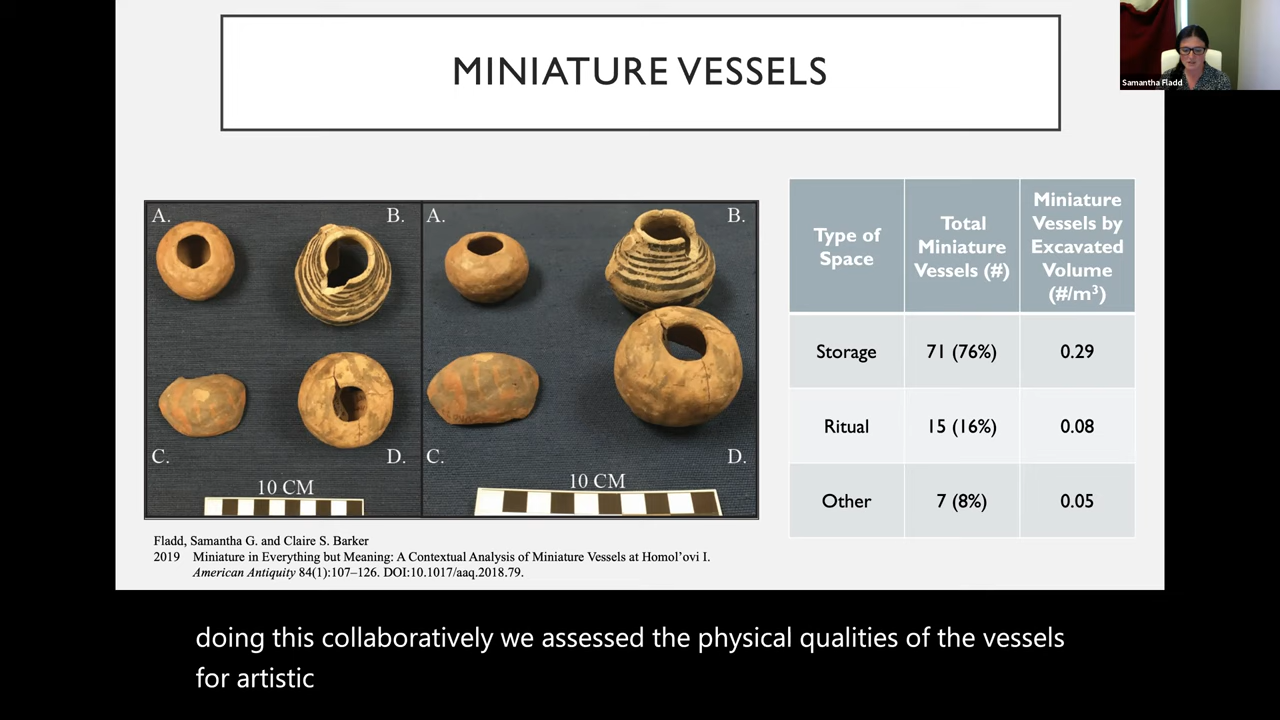 MINIATURE VESSELS
Samantha Fladd
A.
B.
A.
B.
C.
D.
C.
D.
10 CM
10 CM
Type of
Space
Total
Miniature
Vessels (#)
Miniature
Vessels by
Excavated
Volume
(#/m³)
Storage
71 (76%)
0.29
Ritual
15 (16%)
0.08
Other
7 (8%)
0.05
Fladd, Samantha G. and Claire S. Barker
2019 Miniature in Everything but Meaning: A Contextual Analysis of Miniature Vessels at Homol'ovi I.
American Antiquity 84(1):107–126. DOI:10.1017/aaq.2018.79.
doing this collaboratively we assessed the physical qualities of the vessels
for artistic